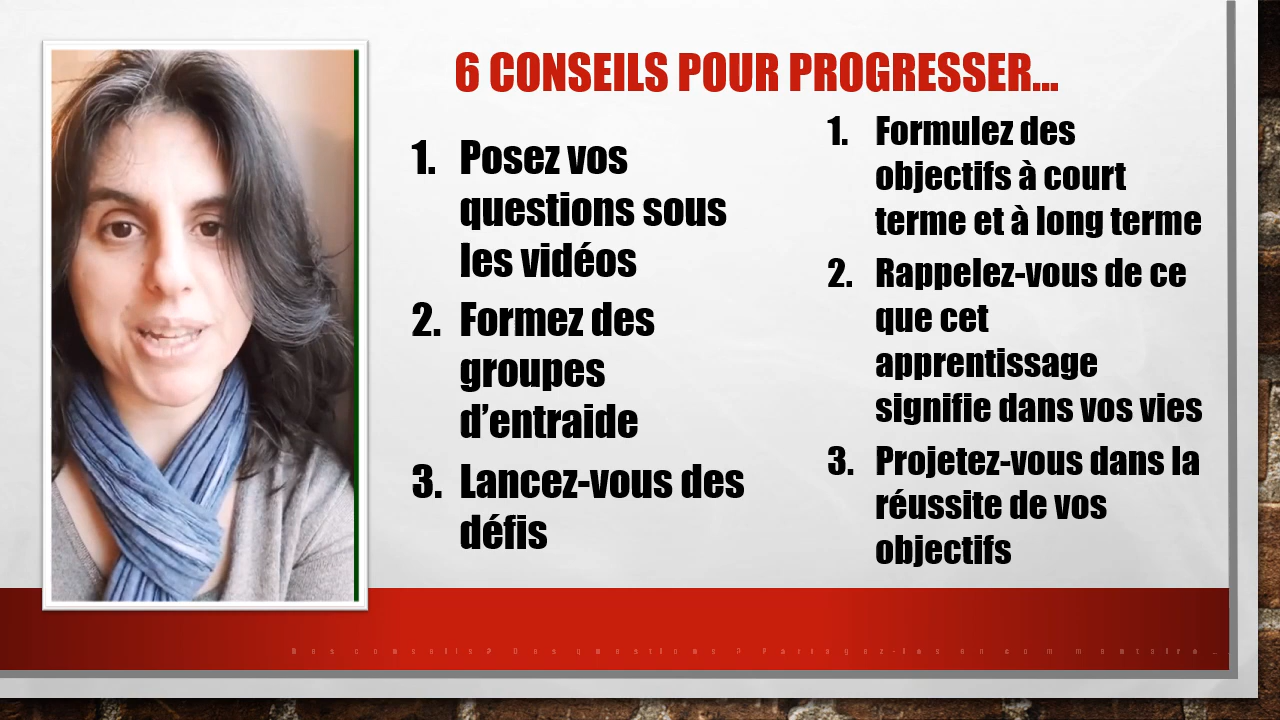 6 CONSEILS POUR PROGRESSER...
1. Posez vos
questions sous
les vidéos
2. Formez des
groupes
d’entraide
3. Lancez-vous des
défis
1. Formulez des
objectifs à court
terme et à long terme
2. Rappelez-vous de ce
que cet
apprentissage
signifie dans vos vies
3. Projetez-vous dans la
réussite de vos
objectifs
Des conseils? Des questions ? Partagez-les en commentaire...